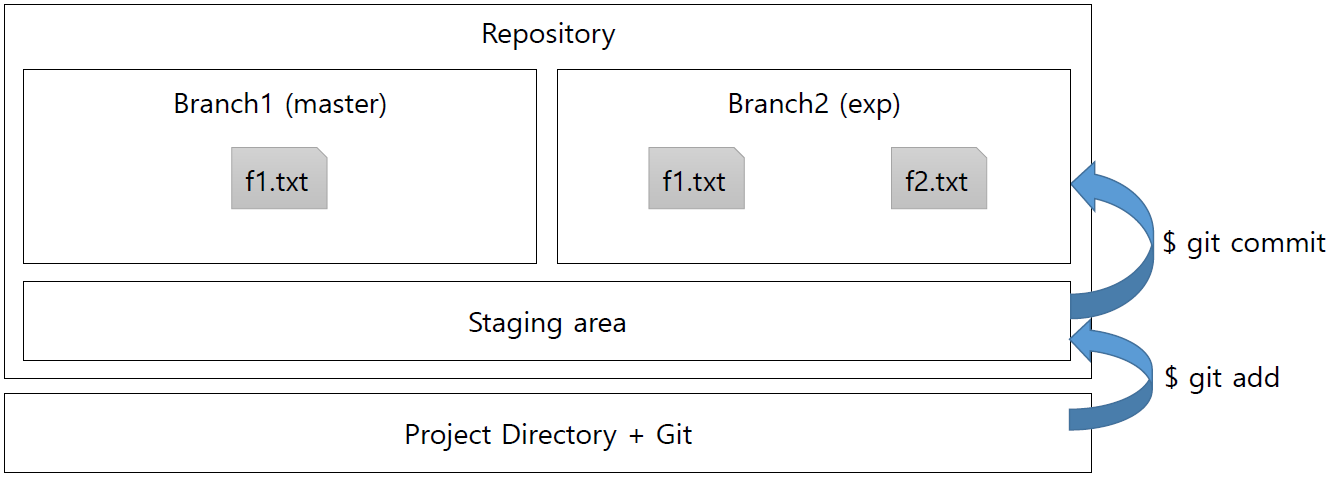 Repository
Branch1 (master)
Branch2 (exp)
f1.txt
f1.txt
f2.txt
$ git commit
Staging area
$ git add
Project Directory + Git